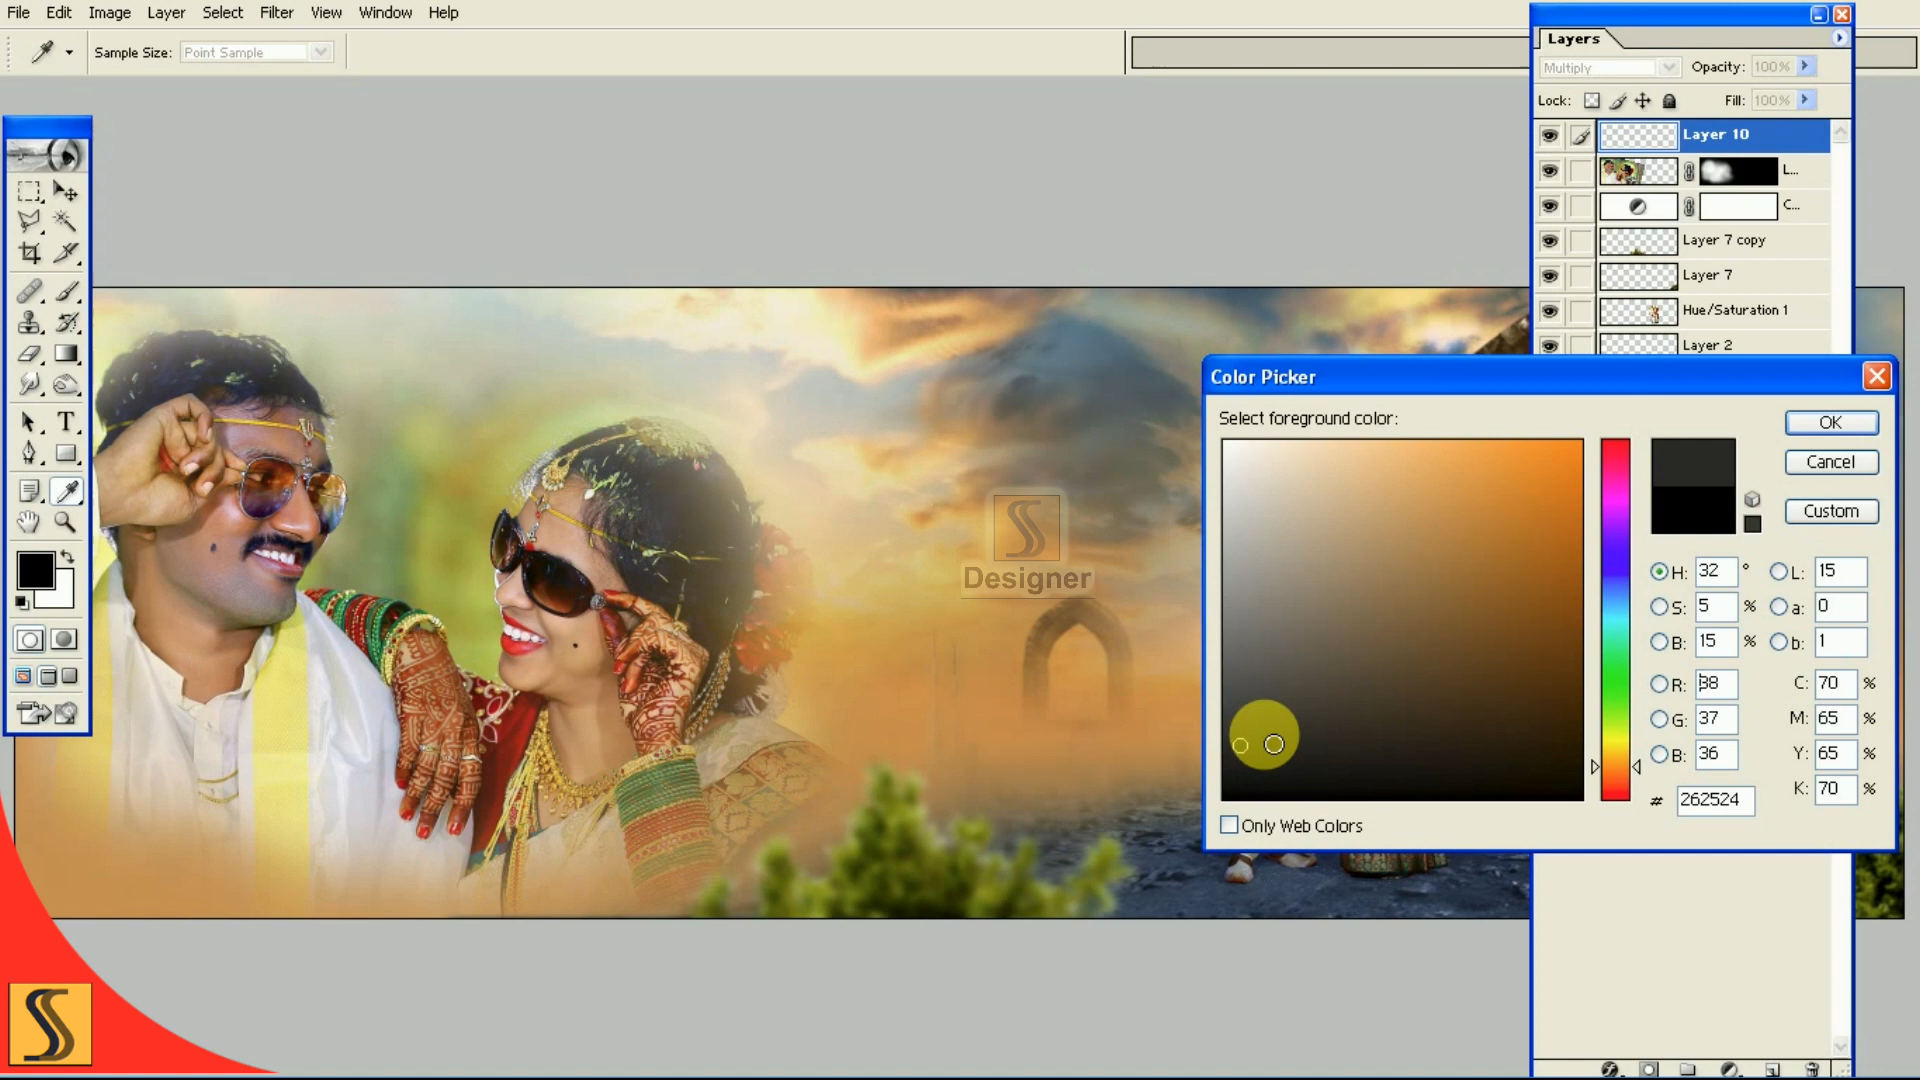 File Edit Image Layer Select Filter View Window Help
Sample Size: Point Sample
Layers
Multiply Opacity: 100%
Lock: Fill: 100%
Layer 10
L...
C...
Layer 7 copy
Layer 7
Hue/Saturation 1
Layer 2
T
Color Picker
Select foreground color:
OK
Cancel
Custom
H: 32 ° L: 15
S: 5 % a: 0
B: 15 % b: 1
R: 38 C: 70 %
G: 37 M: 65 %
B: 36 Y: 65 %
# 262524 K: 70 %
Only Web Colors
S
Designer
S